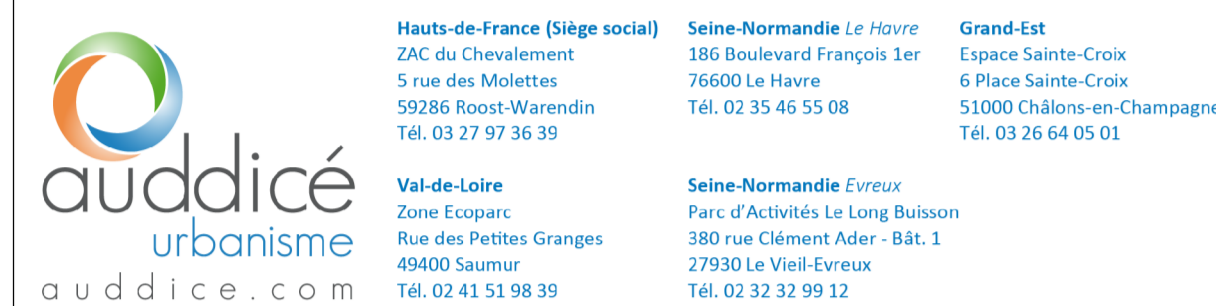 auddicé
urbanisme
auddice.com
Hauts-de-France (Siège social)
ZAC du Chevalement
5 rue des Molettes
59286 Roost-Warendin
Tél. 03 27 97 36 39
Seine-Normandie Le Havre
186 Boulevard François 1er
76600 Le Havre
Tél. 02 35 46 55 08
Grand-Est
Espace Sainte-Croix
6 Place Sainte-Croix
51000 Châlons-en-Champagne
Tél. 03 26 64 05 01
Val-de-Loire
Zone Ecoparc
Rue des Petites Granges
49400 Saumur
Tél. 02 41 51 98 39
Seine-Normandie Evreux
Parc d'Activités Le Long Buisson
380 rue Clément Ader - Bât. 1
27930 Le Vieil-Evreux
Tél. 02 32 32 99 12